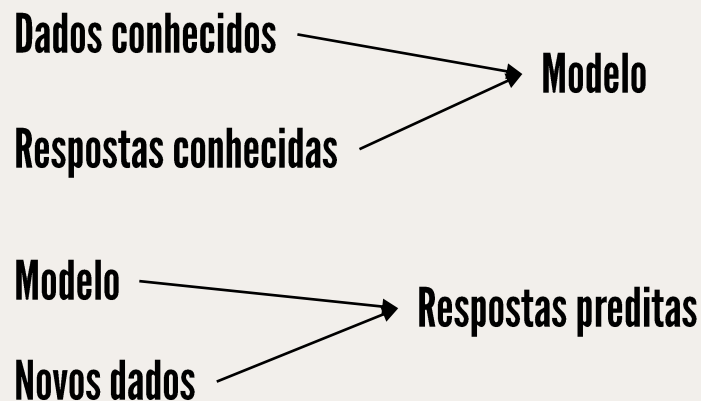 Dados conhecidos
Modelo
Respostas conhecidas
Modelo
Respostas preditas
Novos dados